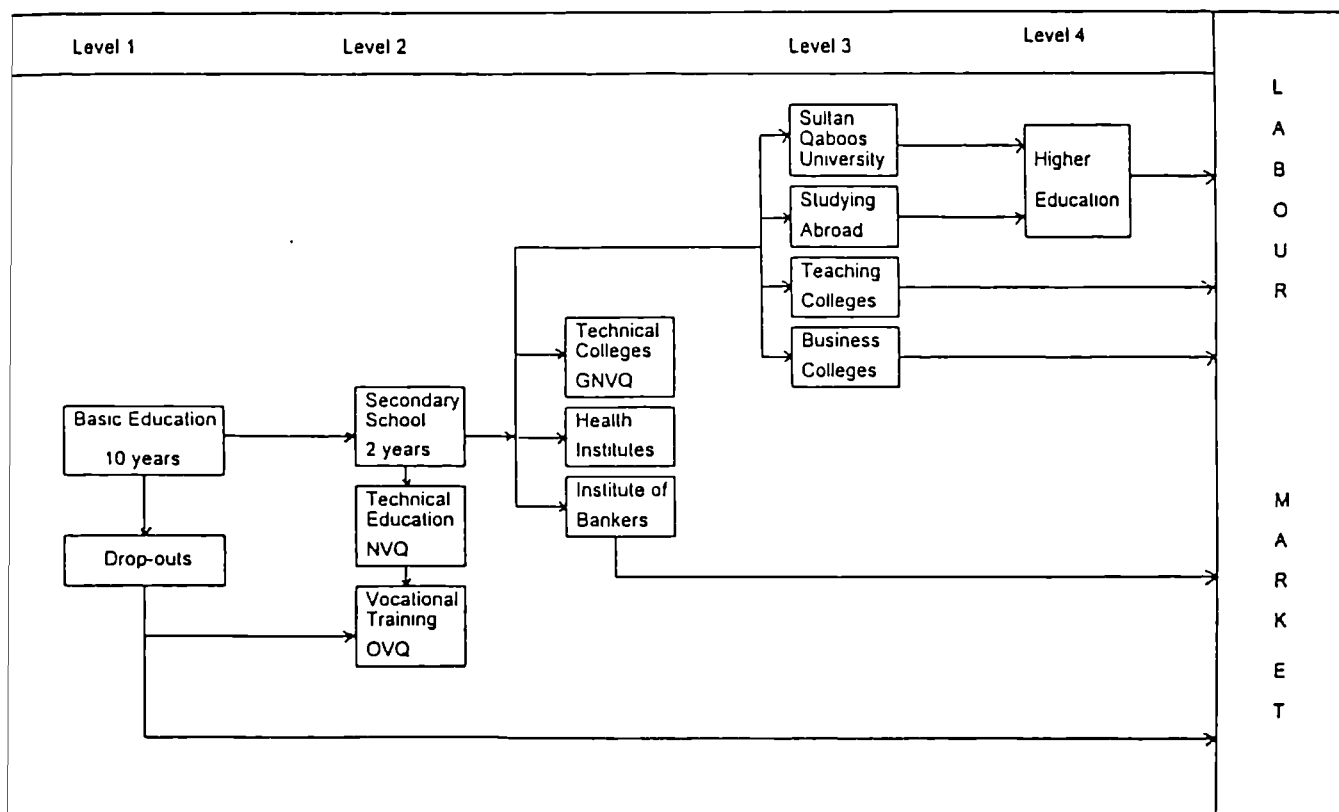 Level 1
Level 2
Level 3
Level 4
Sultan
Qaboos
University
Higher
Education
Studying
Abroad
Teaching
Colleges
Business
Colleges
Technical
Colleges
GNVQ
Health
Institutes
Institute of
Bankers
Secondary
School
2 years
Technical
Education
NVQ
Vocational
Training
OVQ
Basic Education
10 years
Drop-outs
LABOUR
MARKET